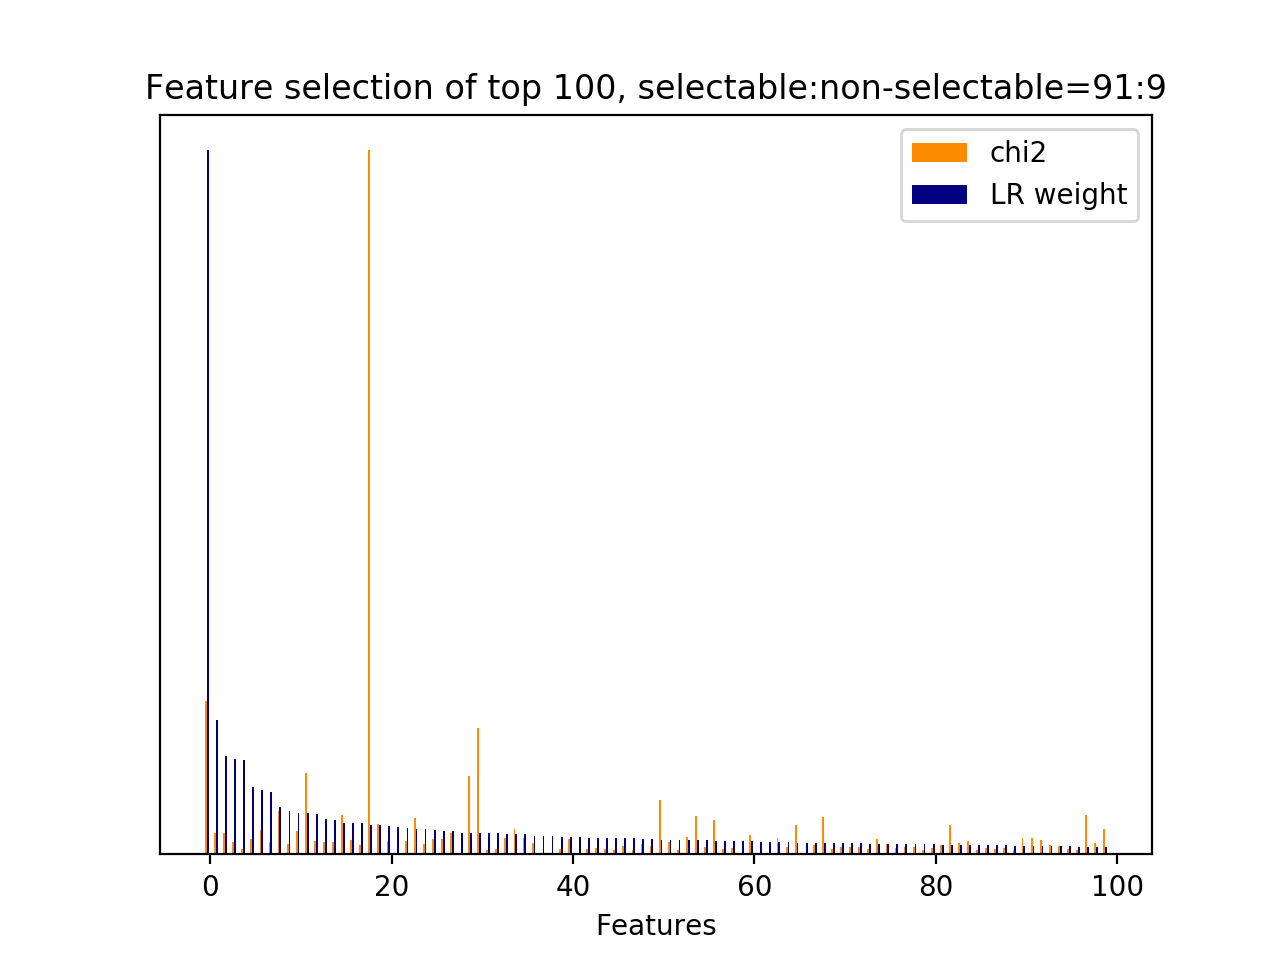 Feature selection of top 100, selectable:non-selectable=91:9
chi2
LR weight
0 20 40 60 80 100
Features